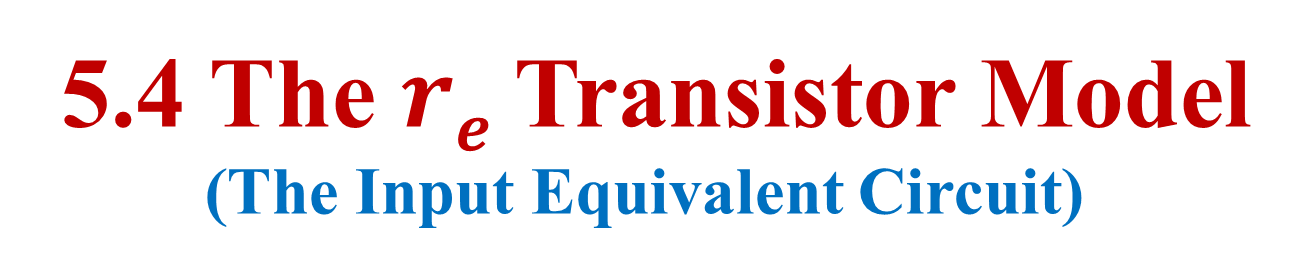 5.4 The rₑ Transistor Model
(The Input Equivalent Circuit)